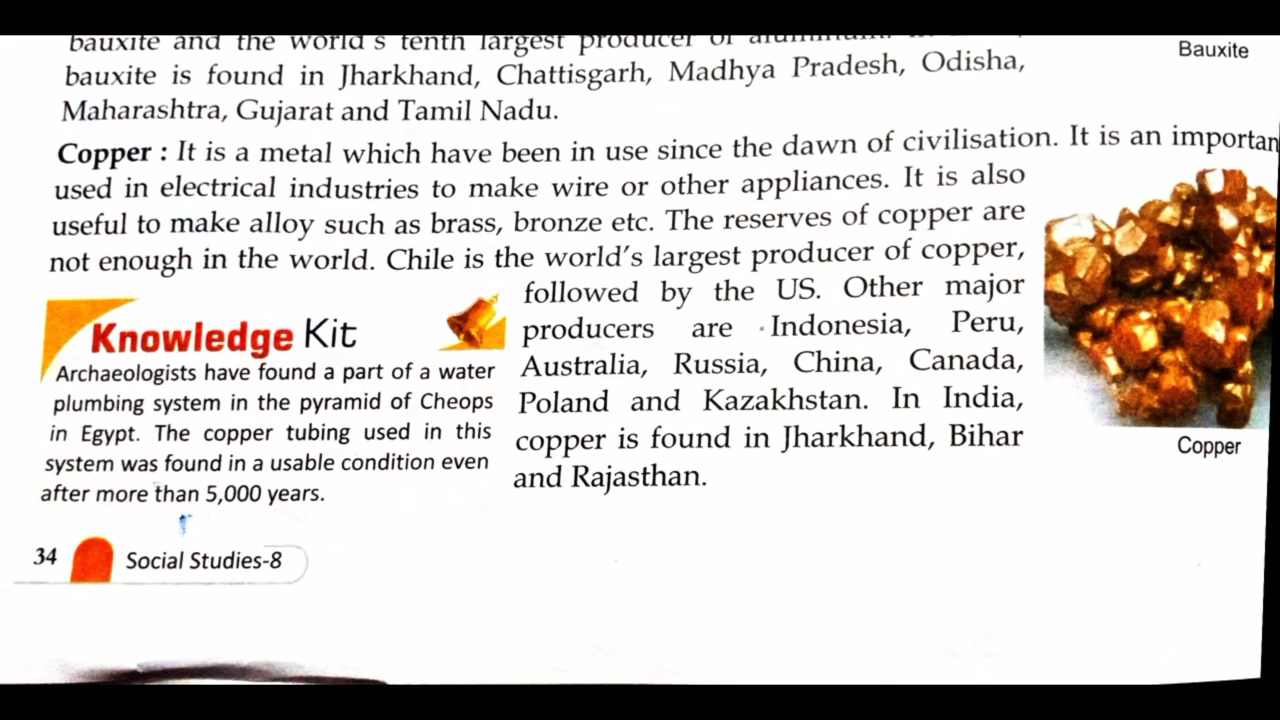 bauxite and the world's tenth largest producer of aluminium.
bauxite is found in Jharkhand, Chattisgarh, Madhya Pradesh, Odisha,
Maharashtra, Gujarat and Tamil Nadu.
Bauxite
Copper : It is a metal which have been in use since the dawn of civilisation. It is an importan
used in electrical industries to make wire or other appliances. It is also
useful to make alloy such as brass, bronze etc. The reserves of copper are
not enough in the world. Chile is the world's largest producer of copper,
followed by the US. Other major
producers are Indonesia, Peru,
Australia, Russia, China, Canada,
Poland and Kazakhstan. In India,
copper is found in Jharkhand, Bihar
and Rajasthan.
Copper
Knowledge Kit
Archaeologists have found a part of a water
plumbing system in the pyramid of Cheops
in Egypt. The copper tubing used in this
system was found in a usable condition even
after more than 5,000 years.
34 Social Studies-8